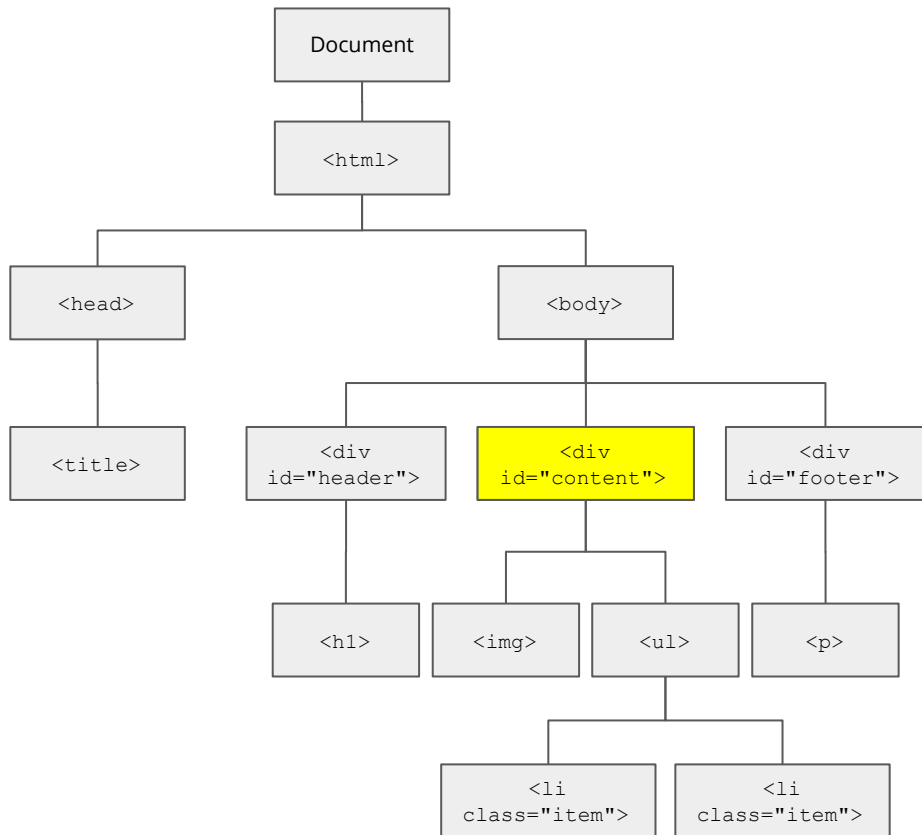 Document
<html>
<head>
<body>
<title>
<div
id="header">
<div
id="content">
<div
id="footer">
<h1>
<img>
<ul>
<p>
<li
class="item">
<li
class="item">